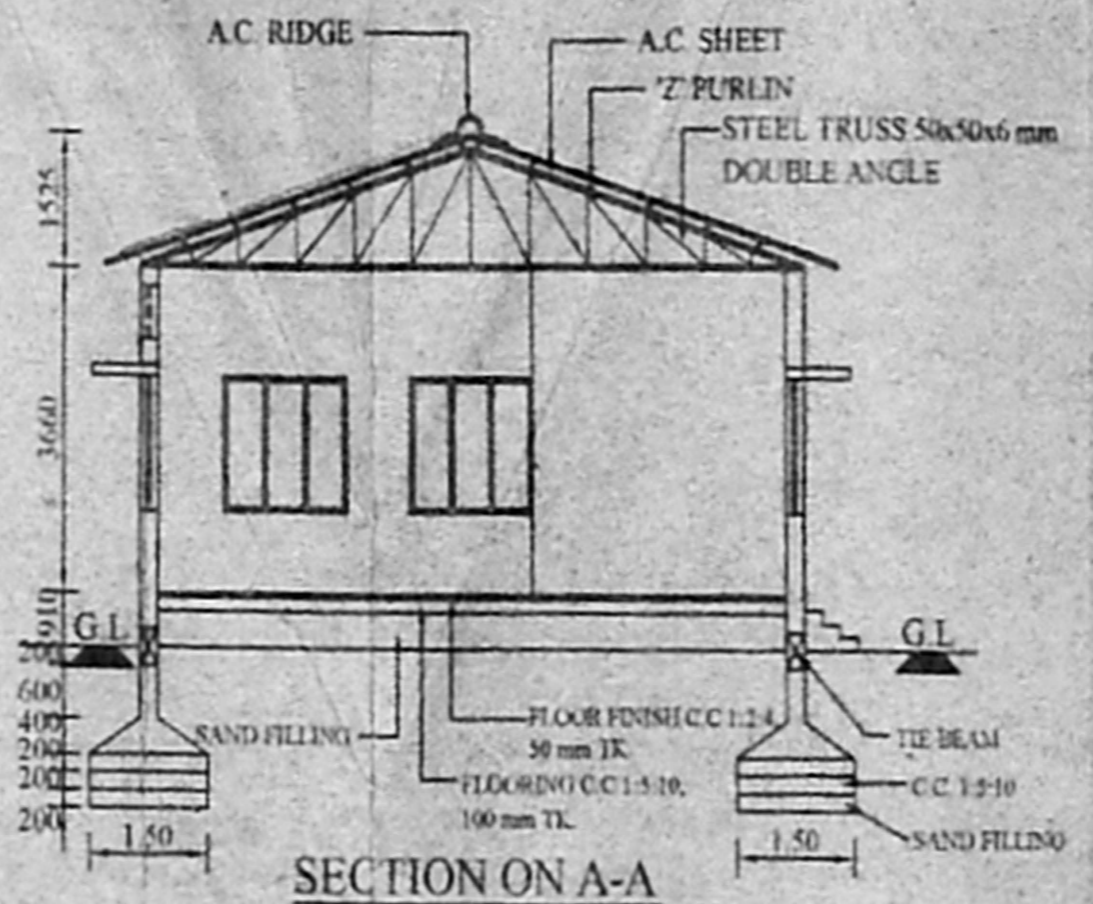 A.C. RIDGE
A.C. SHEET
'Z' PURLIN
STEEL TRUSS 50x50x6 mm
DOUBLE ANGLE
1525
3660
910
G.L
G.L
200
600
400
200
200
200
SAND FILLING
FLOOR FINISH C.C 1:2:4
50 mm TK
FLOORING C.C 1:5:10,
100 mm TK.
TIE BEAM
C.C. 1:5:10
SAND FILLING
1.50
1.50
SECTION ON A-A